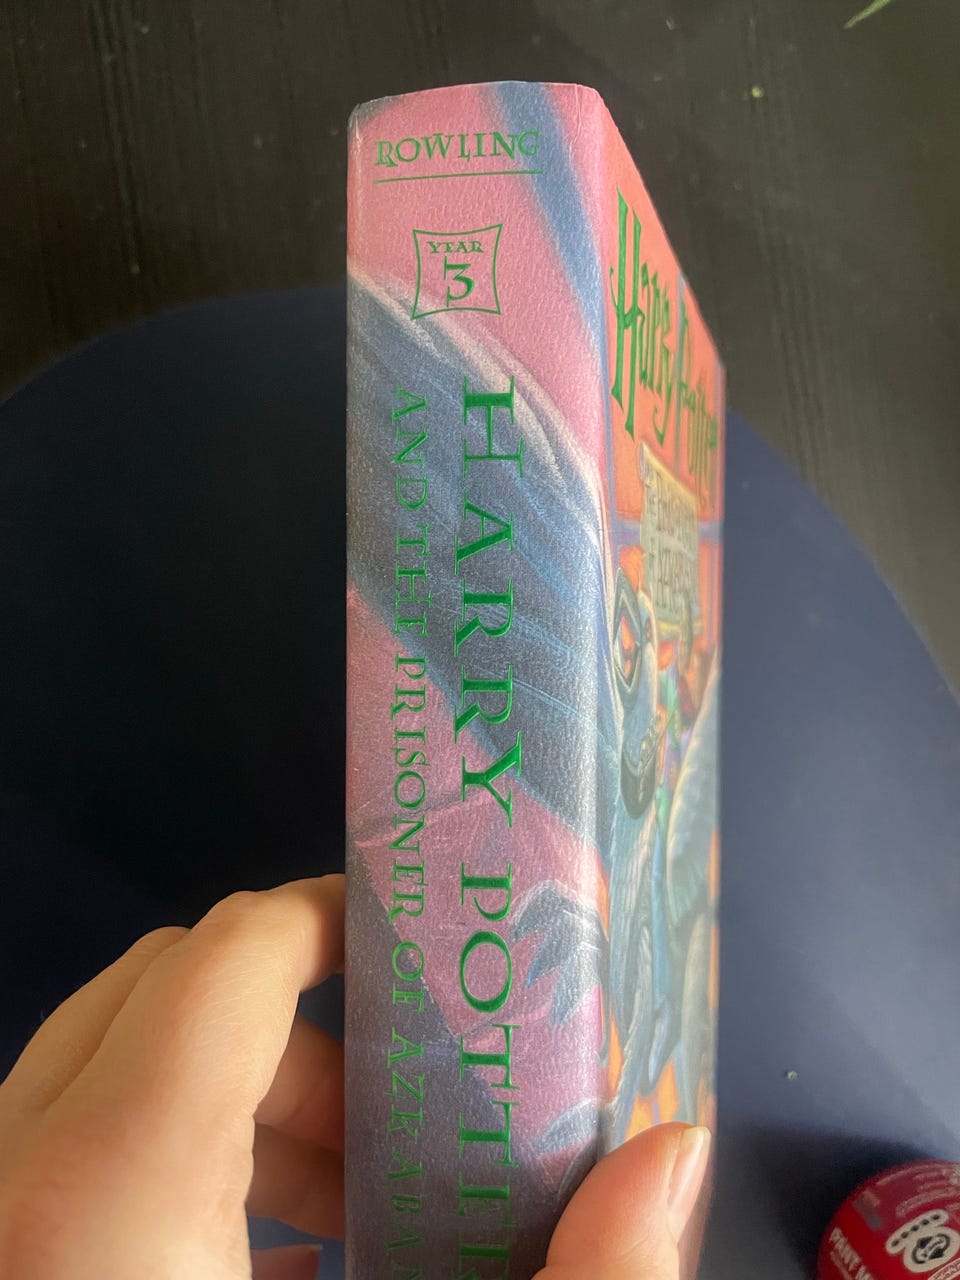 ROWLING
YEAR
3
HARRY POTTER
AND THE PRISONER OF AZKABAN
Harry Potter